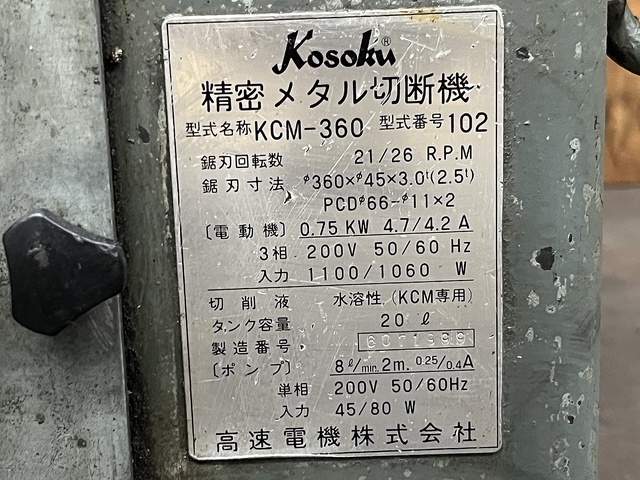 Kosoku®
精密メタル切断機
型式名称 KCM-360 型式番号 102
鋸刃回転数 21/26 R.P.M
鋸刃寸法 φ360×φ45×3.0ᵗ(2.5ᵗ)
PCDφ66-φ11×2
〔電動機〕 0.75 KW 4.7/4.2 A
3相 200V 50/60 Hz
入力 1100/1060 W
切削液 水溶性 (KCM専用)
タンク容量 20 ℓ
製造番号
〔ポンプ〕 8ℓ/min. 2m. 0.25/0.4A
単相 200V 50/60Hz
入力 45/80 W
高速電機株式会社